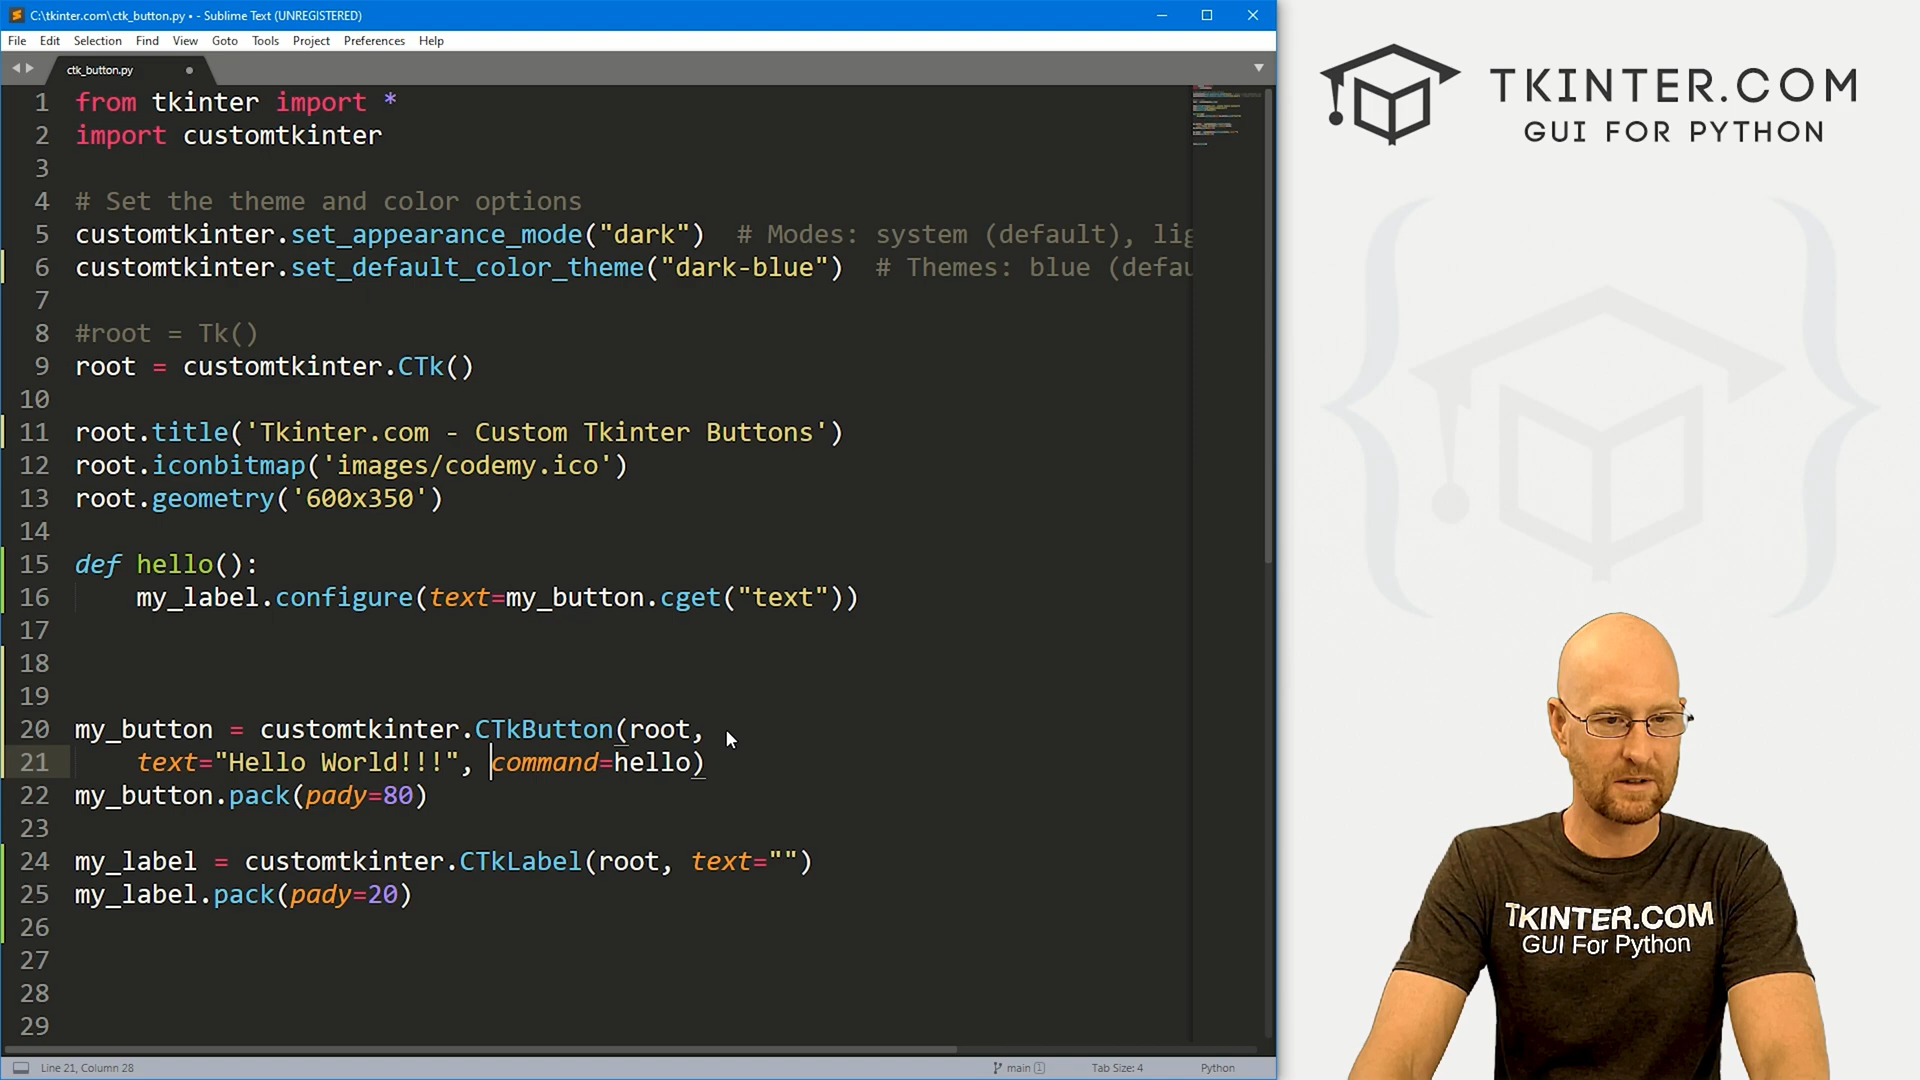 C:\tkinter.com\ctk_button.py • - Sublime Text (UNREGISTERED)
File Edit Selection Find View Goto Tools Project Preferences Help
ctk_button.py
1 from tkinter import *
2 import customtkinter
3
4 # Set the theme and color options
5 customtkinter.set_appearance_mode("dark")  # Modes: system (default), lig
6 customtkinter.set_default_color_theme("dark-blue")  # Themes: blue (defau
7
8 #root = Tk()
9 root = customtkinter.CTk()
10
11 root.title('Tkinter.com - Custom Tkinter Buttons')
12 root.iconbitmap('images/codemy.ico')
13 root.geometry('600x350')
14
15 def hello():
16     my_label.configure(text=my_button.cget("text"))
17
18
19
20 my_button = customtkinter.CTkButton(root,
21     text="Hello World!!!", command=hello)
22 my_button.pack(pady=80)
23
24 my_label = customtkinter.CTkLabel(root, text="")
25 my_label.pack(pady=20)
26
27
28
29
Line 21, Column 28
main 1
Tab Size: 4
Python
TKINTER.COM
GUI FOR PYTHON
TKINTER.COM
GUI For Python